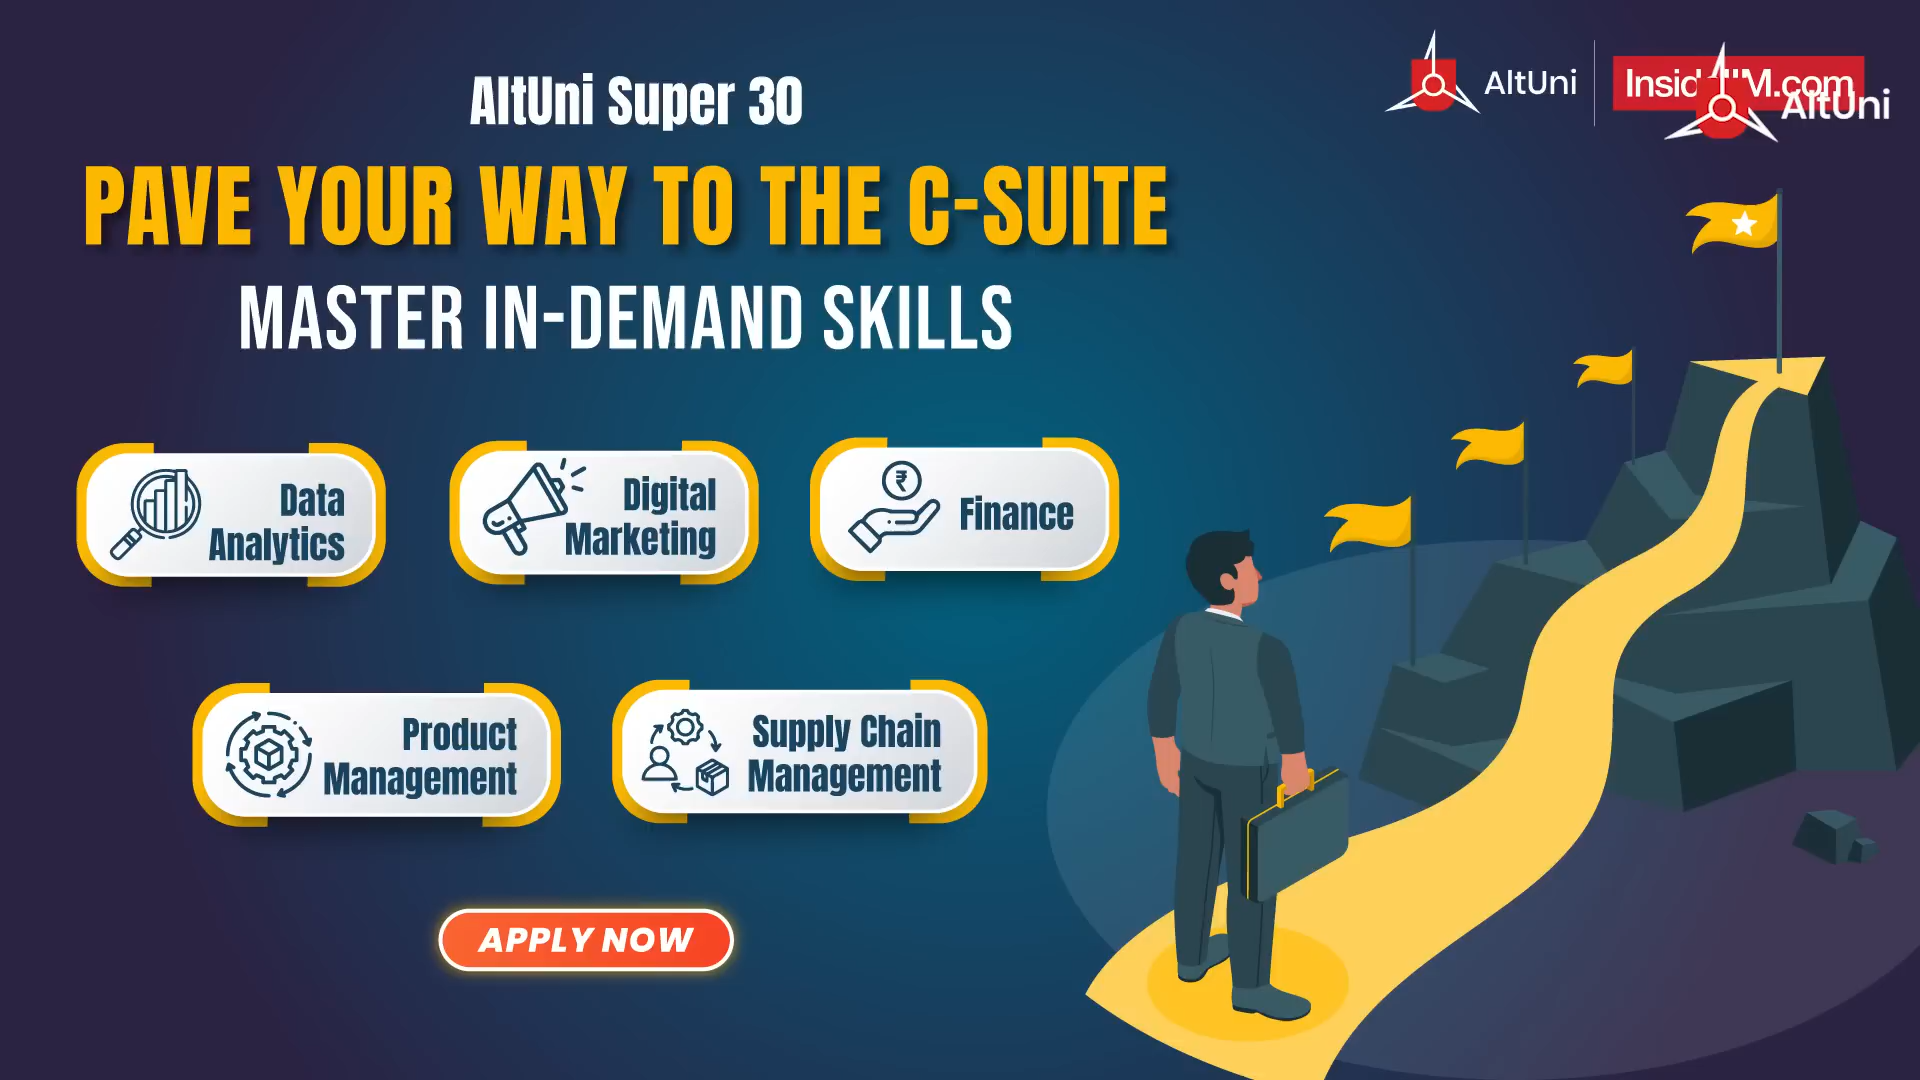 AltUni Super 30
PAVE YOUR WAY TO THE C-SUITE
MASTER IN-DEMAND SKILLS
AltUni
AltUni
Data
Analytics
Digital
Marketing
₹
Finance
Product
Management
Supply Chain
Management
APPLY NOW